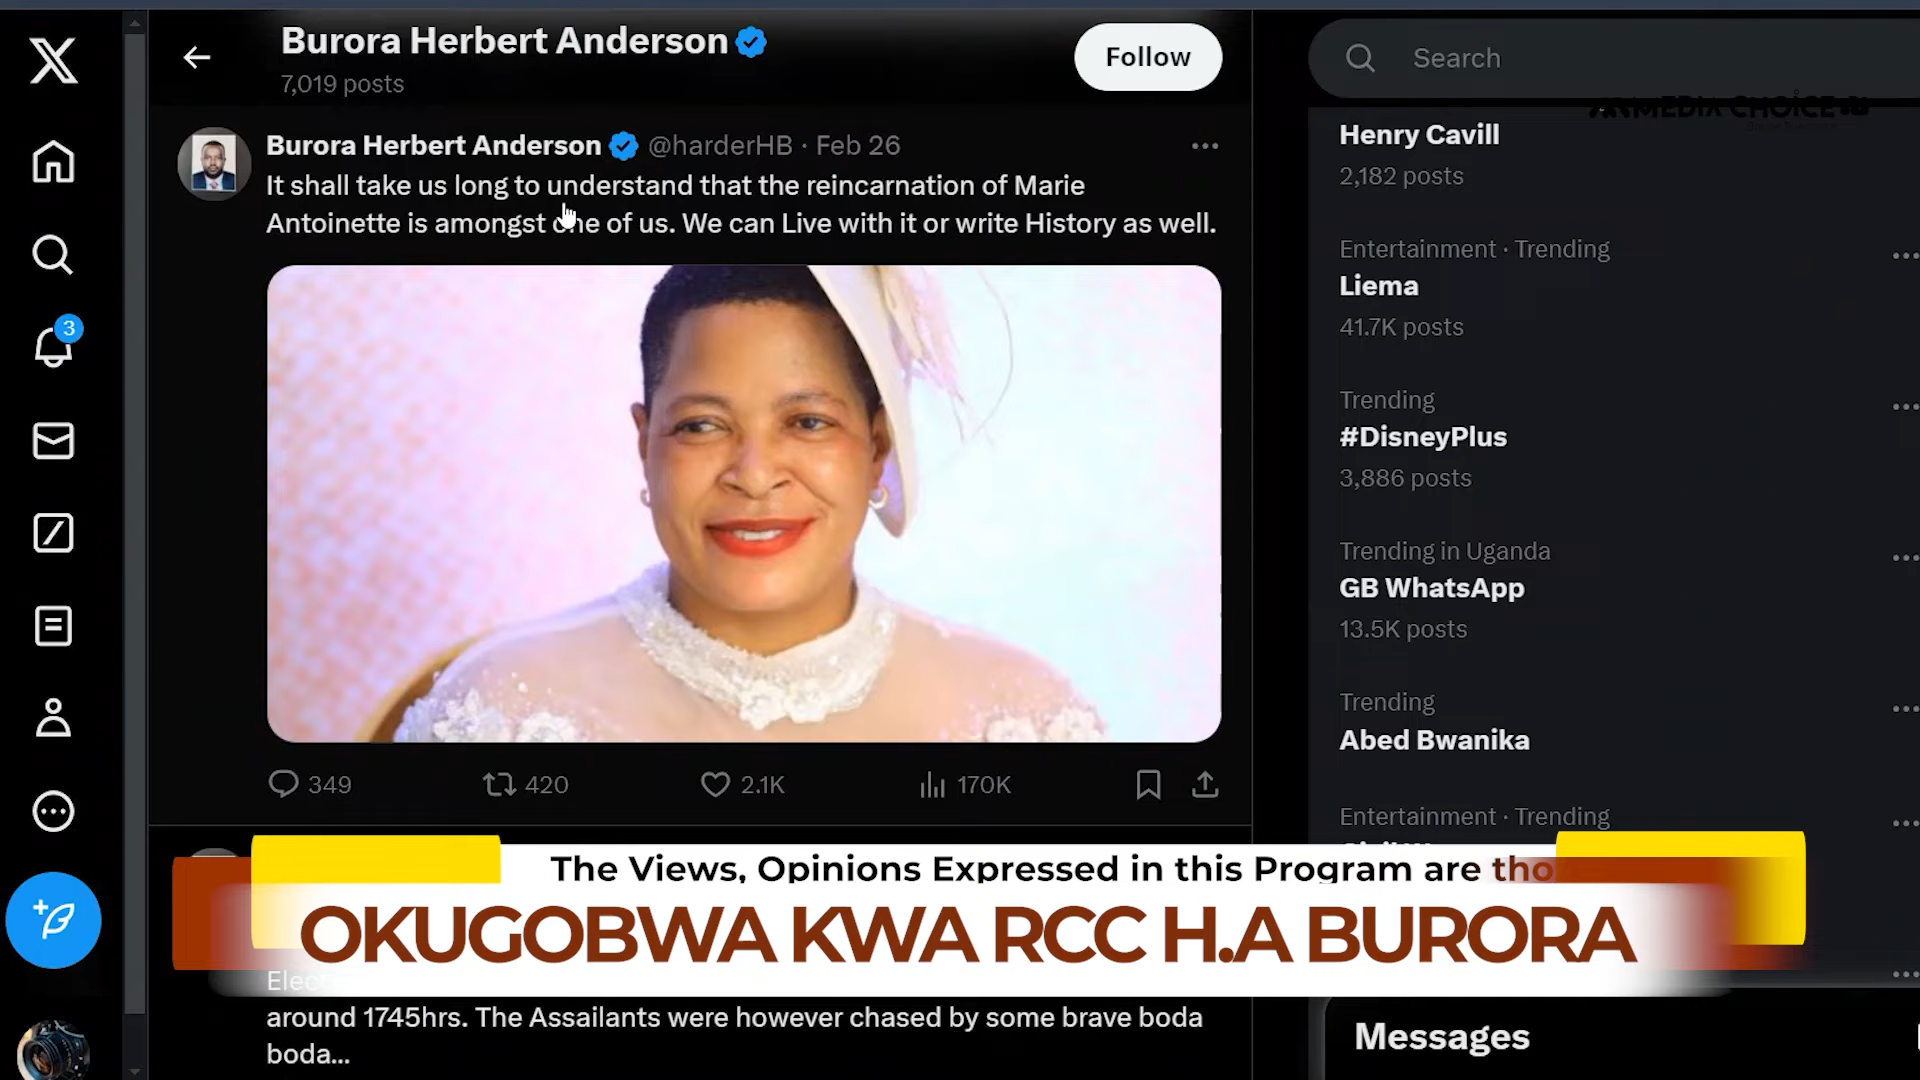 Burora Herbert Anderson
7,019 posts
Follow
Search
MEDIA CHOICE
Burora Herbert Anderson @harderHB · Feb 26
It shall take us long to understand that the reincarnation of Marie
Antoinette is amongst one of us. We can Live with it or write History as well.
349 420 2.1K 170K
Henry Cavill
2,182 posts
Entertainment · Trending
Liema
41.7K posts
Trending
#DisneyPlus
3,886 posts
Trending in Uganda
GB WhatsApp
13.5K posts
Trending
Abed Bwanika
Entertainment · Trending
3
The Views, Opinions Expressed in this Program are tho
OKUGOBWA KWA RCC H.A BURORA
around 1745hrs. The Assailants were however chased by some brave boda
boda...
Messages